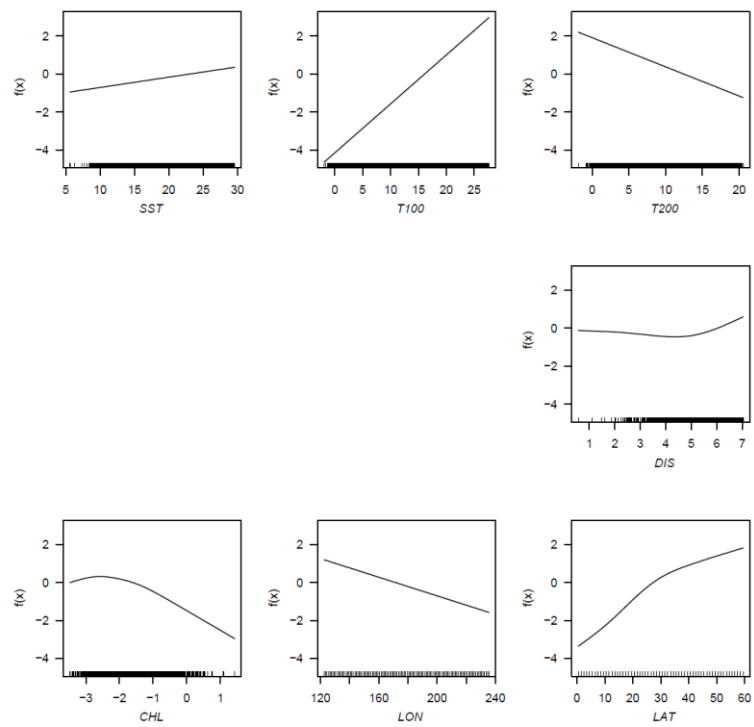 f(x)
2
0
−2
−4
5 10 15 20 25 30
SST
f(x)
2
0
−2
−4
0 5 10 15 20 25
T100
f(x)
2
0
−2
−4
0 5 10 15 20
T200
f(x)
2
0
−2
−4
1 2 3 4 5 6 7
DIS
f(x)
2
0
−2
−4
−3 −2 −1 0 1
CHL
f(x)
2
0
−2
−4
120 160 200 240
LON
f(x)
2
0
−2
−4
0 10 20 30 40 50 60
LAT